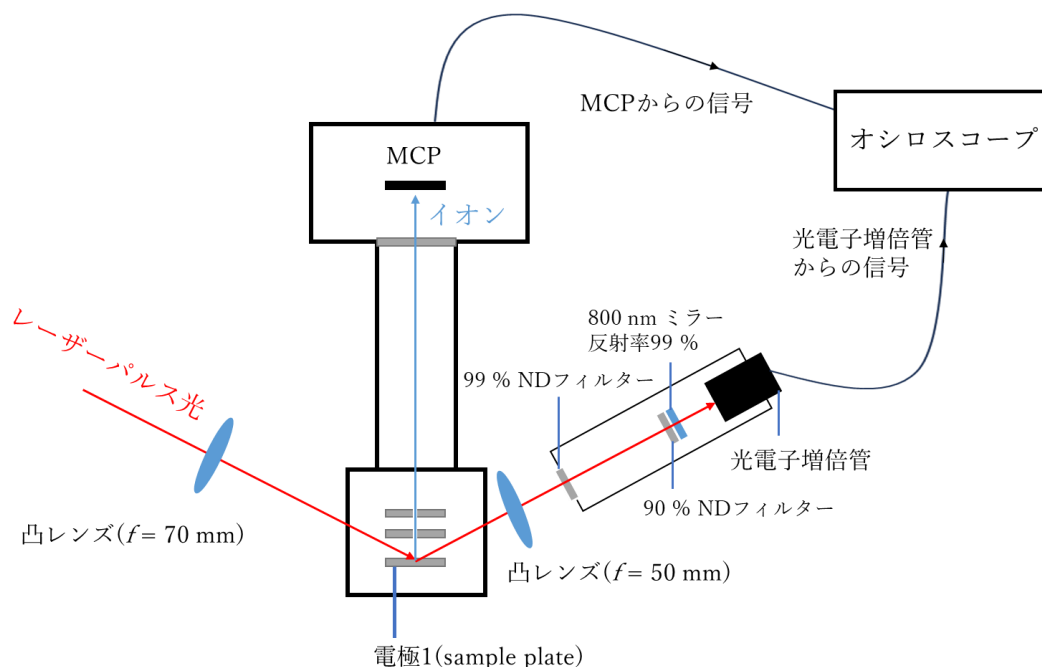 MCPからの信号
オシロスコープ
MCP
イオン
光電子増倍管
からの信号
レーザーパルス光
800 nm ミラー
反射率99 %
99 % NDフィルター
光電子増倍管
90 % NDフィルター
凸レンズ(f = 70 mm)
凸レンズ(f = 50 mm)
電極1(sample plate)